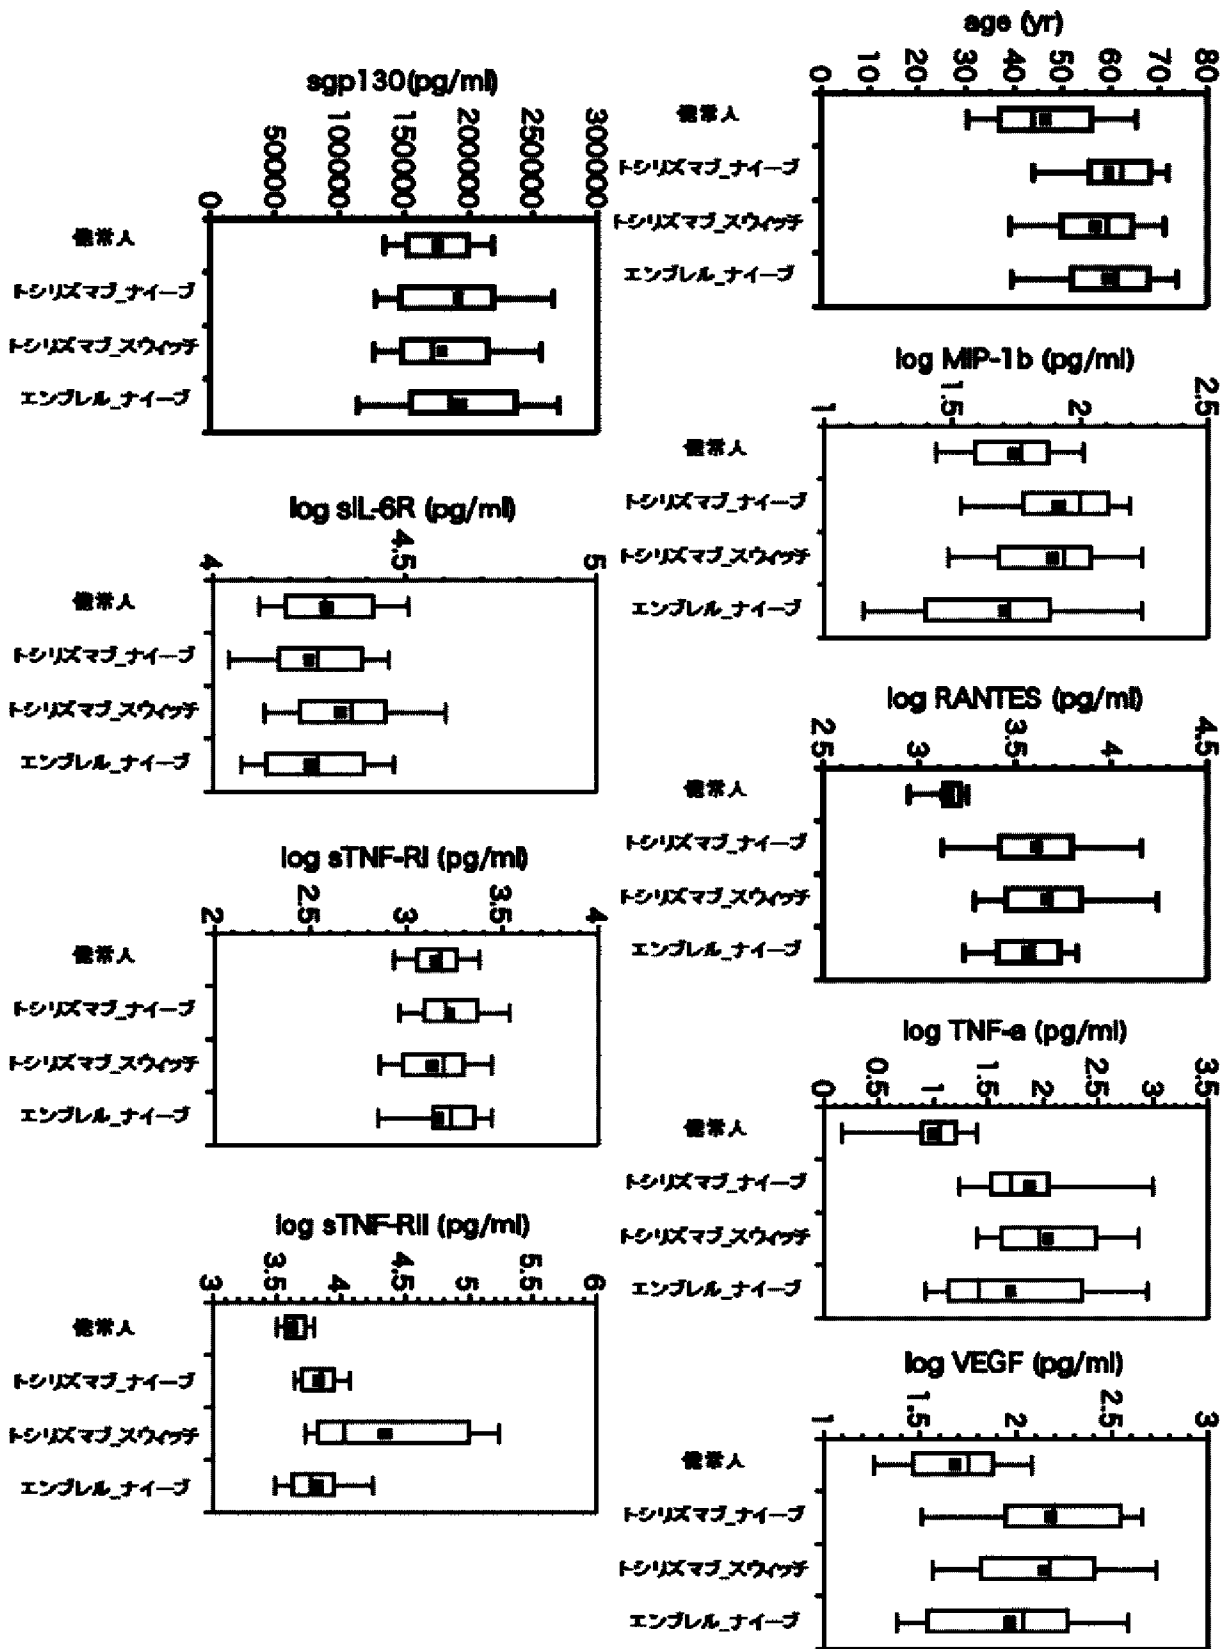 age (yr)
0 10 20 30 40 50 60 70 80
健常人
トシリズマブ_ナイーブ
トシリズマブ_スウィッチ
エンブレル_ナイーブ
log MIP-1b (pg/ml)
1 1.5 2 2.5
健常人
トシリズマブ_ナイーブ
トシリズマブ_スウィッチ
エンブレル_ナイーブ
log RANTES (pg/ml)
2.5 3 3.5 4 4.5
健常人
トシリズマブ_ナイーブ
トシリズマブ_スウィッチ
エンブレル_ナイーブ
log TNF-a (pg/ml)
0 0.5 1 1.5 2 2.5 3 3.5
健常人
トシリズマブ_ナイーブ
トシリズマブ_スウィッチ
エンブレル_ナイーブ
log VEGF (pg/ml)
1 1.5 2 2.5 3
健常人
トシリズマブ_ナイーブ
トシリズマブ_スウィッチ
エンブレル_ナイーブ
sgp130(pg/ml)
0 50000 100000 150000 200000 250000 300000
健常人
トシリズマブ_ナイーブ
トシリズマブ_スウィッチ
エンブレル_ナイーブ
log sIL-6R (pg/ml)
4 4.5 5
健常人
トシリズマブ_ナイーブ
トシリズマブ_スウィッチ
エンブレル_ナイーブ
log sTNF-RI (pg/ml)
2 2.5 3 3.5 4
健常人
トシリズマブ_ナイーブ
トシリズマブ_スウィッチ
エンブレル_ナイーブ
log sTNF-RII (pg/ml)
3 3.5 4 4.5 5 5.5 6
健常人
トシリズマブ_ナイーブ
トシリズマブ_スウィッチ
エンブレル_ナイーブ